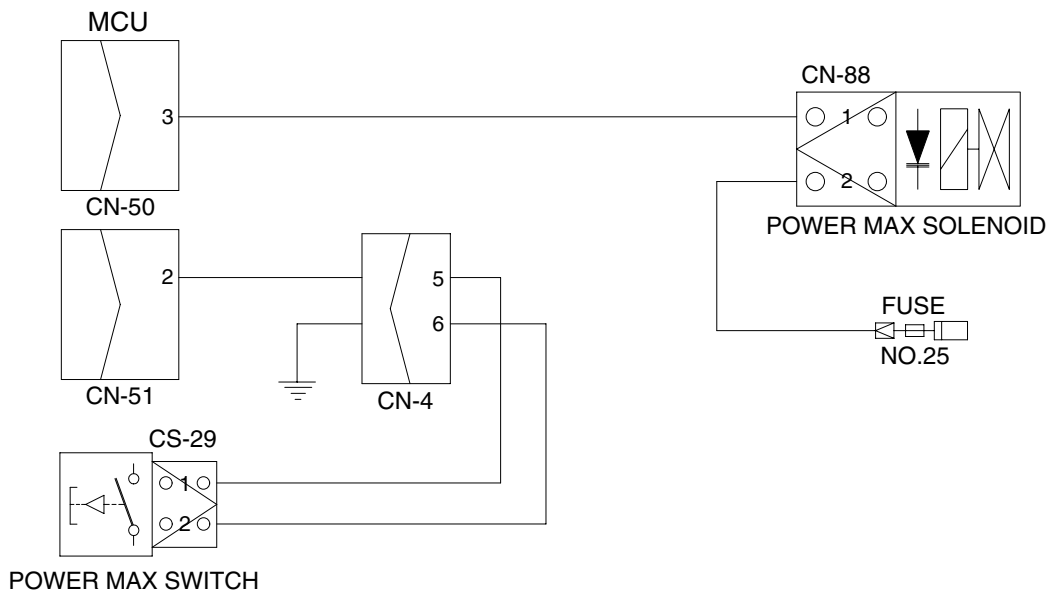 MCU
3
CN-50
CN-88
1
2
POWER MAX SOLENOID
2
CN-51
5
6
CN-4
FUSE
NO.25
CS-29
1
2
POWER MAX SWITCH